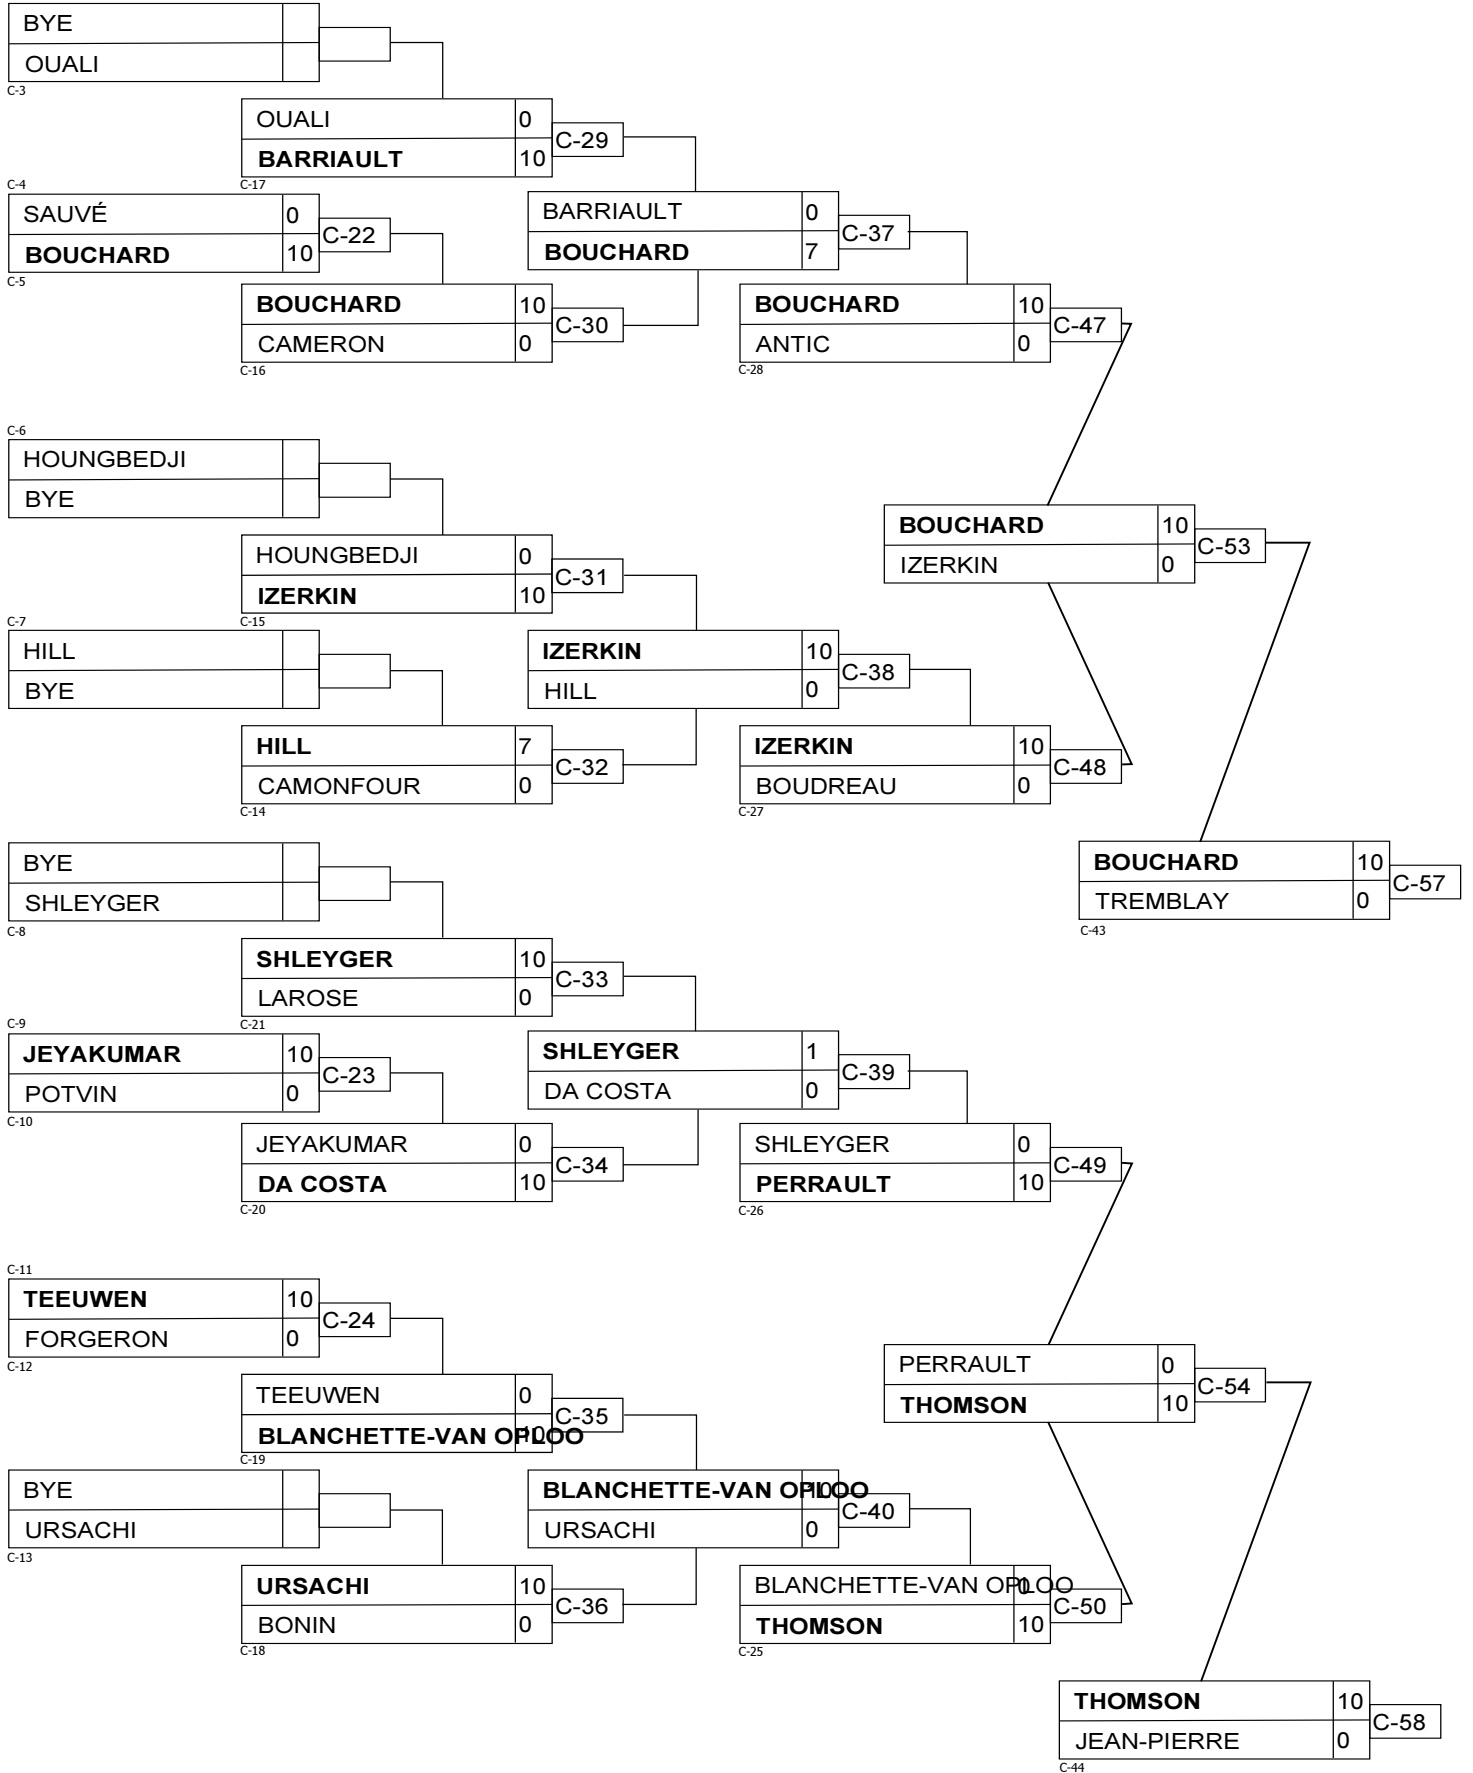 BYE
OUALI
C-3
OUALI 0
C-29
BARRIAULT 10
C-17
C-4
SAUVÉ 0
C-22
BOUCHARD 10
C-5
BARRIAULT 0
C-37
BOUCHARD 7
BOUCHARD 10
C-30
CAMERON 0
C-16
BOUCHARD 10
C-47
ANTIC 0
C-28
C-6
HOUNGBEDJI
BYE
BOUCHARD 10
C-53
IZERKIN 0
HOUNGBEDJI 0
C-31
IZERKIN 10
C-15
C-7
HILL
BYE
IZERKIN 10
C-38
HILL 0
HILL 7
C-32
CAMONFOUR 0
C-14
IZERKIN 10
C-48
BOUDREAU 0
C-27
BYE
SHLEYGER
C-8
BOUCHARD 10
C-57
TREMBLAY 0
C-43
SHLEYGER 10
C-33
LAROSE 0
C-21
C-9
JEYAKUMAR 10
C-23
POTVIN 0
C-10
SHLEYGER 1
C-39
DA COSTA 0
JEYAKUMAR 0
C-34
DA COSTA 10
C-20
SHLEYGER 0
C-49
PERRAULT 10
C-26
C-11
TEEUWEN 10
C-24
FORGERON 0
C-12
PERRAULT 0
C-54
THOMSON 10
TEEUWEN 0
C-35
BLANCHETTE-VAN OPLOO 10
C-19
BYE
URSACHI
C-13
BLANCHETTE-VAN OPLOO 10
C-40
URSACHI 0
URSACHI 10
C-36
BONIN 0
C-18
BLANCHETTE-VAN OPLOO 0
C-50
THOMSON 10
C-25
THOMSON 10
C-58
JEAN-PIERRE 0
C-44